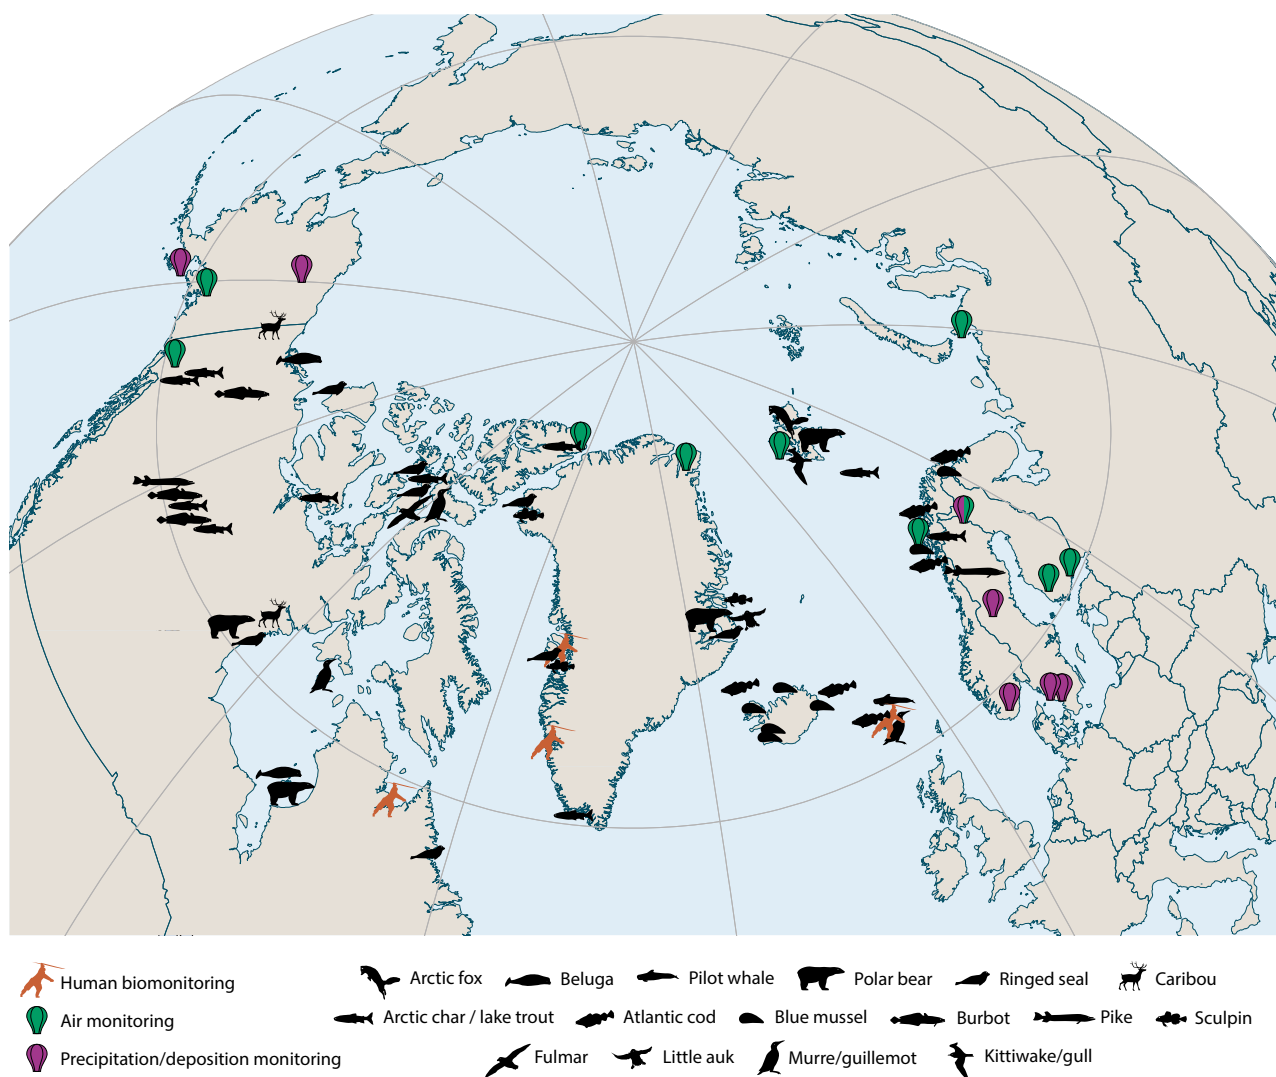 Human biomonitoring
Arctic fox Beluga Pilot whale Polar bear Ringed seal Caribou
Air monitoring
Arctic char / lake trout Atlantic cod Blue mussel Burbot Pike Sculpin
Precipitation/deposition monitoring
Fulmar Little auk Murre/guillemot Kittiwake/gull